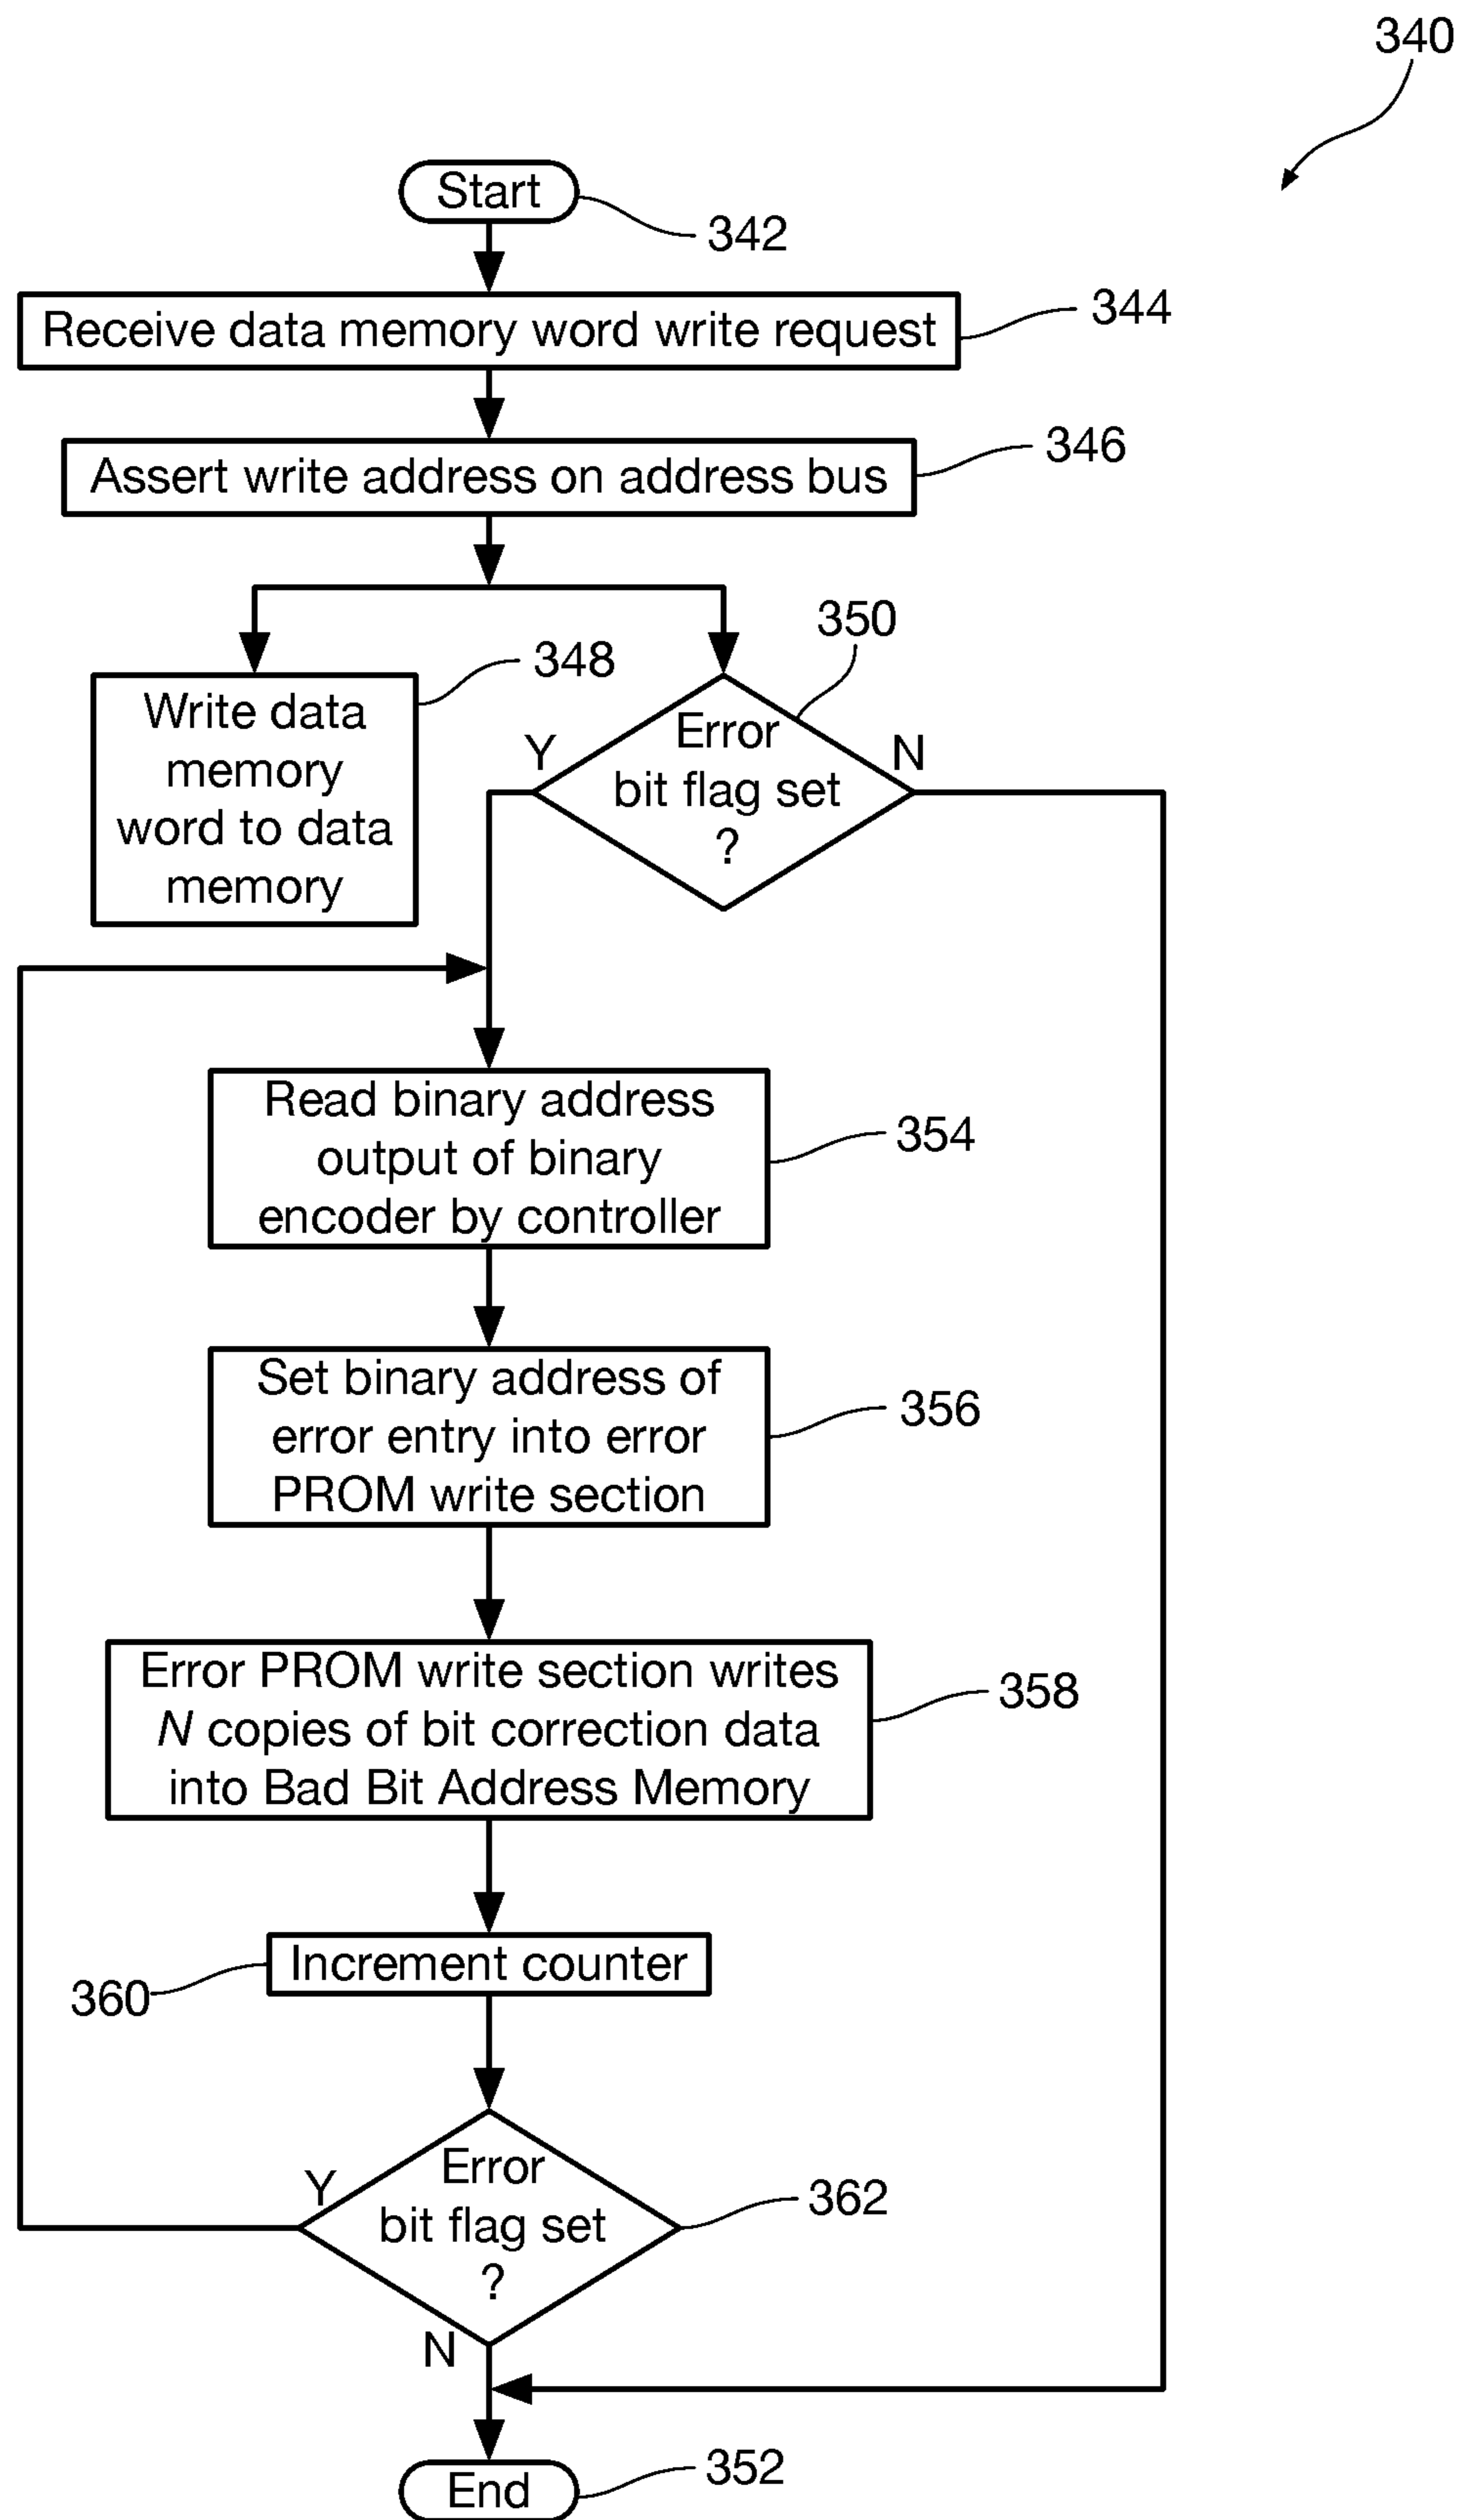 340
Start
342
Receive data memory word write request
344
Assert write address on address bus
346
348
350
Write data
memory
word to data
memory
Y
Error
bit flag set
?
N
Read binary address
output of binary
encoder by controller
354
Set binary address of
error entry into error
PROM write section
356
Error PROM write section writes
N copies of bit correction data
into Bad Bit Address Memory
358
Increment counter
360
Y
Error
bit flag set
?
362
N
End
352